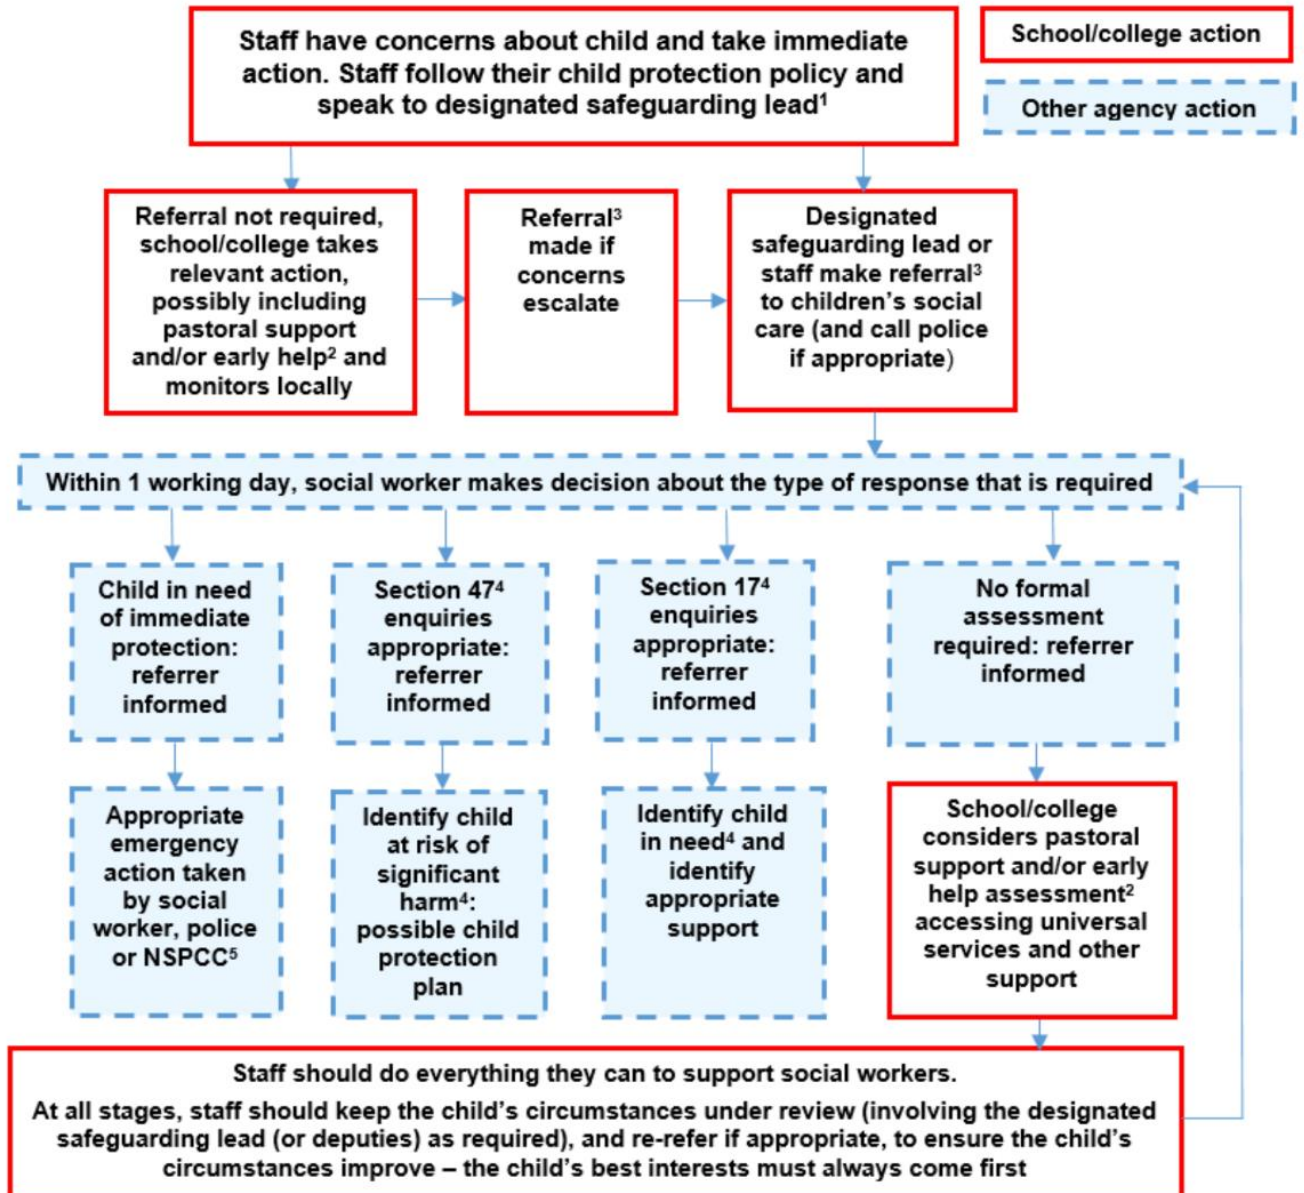 Staff have concerns about child and take immediate
action. Staff follow their child protection policy and
speak to designated safeguarding lead¹
School/college action
Other agency action
Referral not required,
school/college takes
relevant action,
possibly including
pastoral support
and/or early help² and
monitors locally
Referral³
made if
concerns
escalate
Designated
safeguarding lead or
staff make referral³
to children’s social
care (and call police
if appropriate)
Within 1 working day, social worker makes decision about the type of response that is required
Child in need
of immediate
protection:
referrer
informed
Section 47⁴
enquiries
appropriate:
referrer
informed
Section 17⁴
enquiries
appropriate:
referrer
informed
No formal
assessment
required: referrer
informed
Appropriate
emergency
action taken
by social
worker, police
or NSPCC⁵
Identify child
at risk of
significant
harm⁴:
possible child
protection
plan
Identify child
in need⁴ and
identify
appropriate
support
School/college
considers pastoral
support and/or early
help assessment²
accessing universal
services and other
support
Staff should do everything they can to support social workers.
At all stages, staff should keep the child’s circumstances under review (involving the designated
safeguarding lead (or deputies) as required), and re-refer if appropriate, to ensure the child’s
circumstances improve – the child’s best interests must always come first